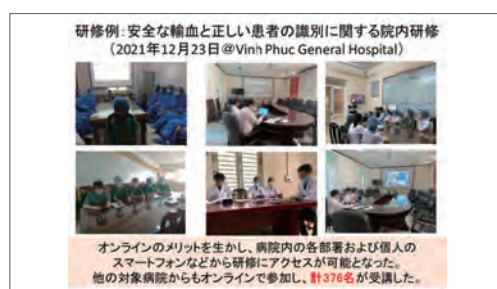 研修例：安全な輸血と正しい患者の識別に関する院内研修
（2021年12月23日＠Vinh Phuc General Hospital）
オンラインのメリットを生かし、病院内の各部署および個人の
スマートフォンなどから研修にアクセスが可能となった。
他の対象病院からもオンラインで参加し、計376名が受講した。